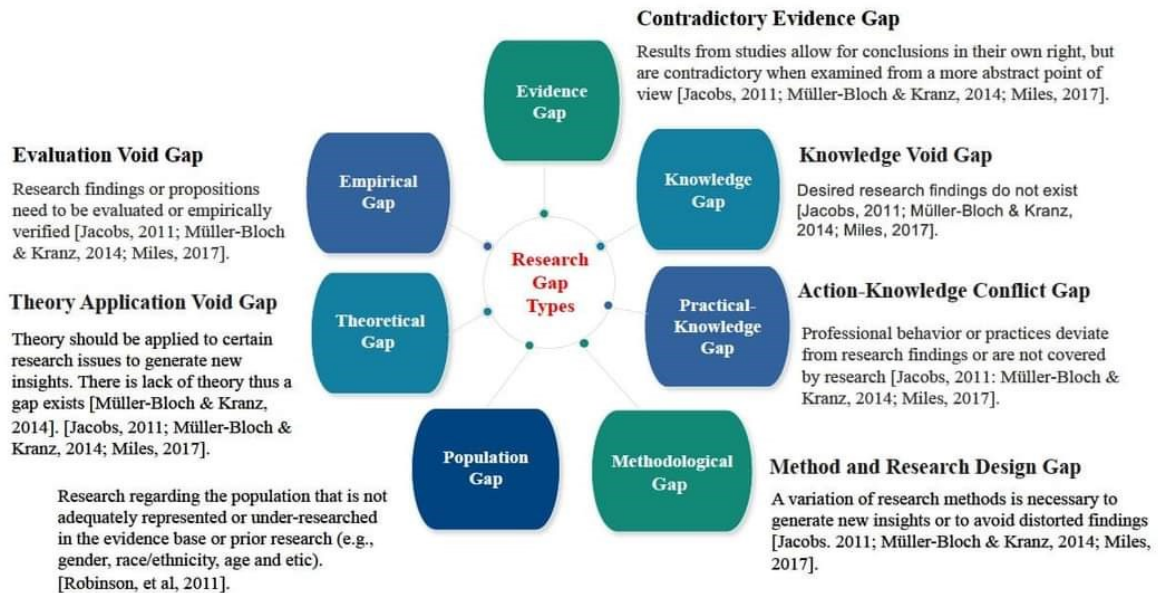 Contradictory Evidence Gap
Results from studies allow for conclusions in their own right, but
are contradictory when examined from a more abstract point of
view [Jacobs, 2011; Müller-Bloch & Kranz, 2014; Miles, 2017].
Evidence
Gap
Evaluation Void Gap
Research findings or propositions
need to be evaluated or empirically
verified [Jacobs, 2011; Müller-Bloch
& Kranz, 2014; Miles, 2017].
Empirical
Gap
Knowledge
Gap
Knowledge Void Gap
Desired research findings do not exist
[Jacobs, 2011; Müller-Bloch & Kranz,
2014; Miles, 2017].
Research
Gap
Types
Theory Application Void Gap
Theory should be applied to certain
research issues to generate new
insights. There is lack of theory thus a
gap exists [Müller-Bloch & Kranz,
2014]. [Jacobs, 2011; Müller-Bloch &
Kranz, 2014; Miles, 2017].
Theoretical
Gap
Practical-
Knowledge
Gap
Action-Knowledge Conflict Gap
Professional behavior or practices deviate
from research findings or are not covered
by research [Jacobs, 2011: Müller-Bloch &
Kranz, 2014; Miles, 2017].
Population
Gap
Research regarding the population that is not
adequately represented or under-researched
in the evidence base or prior research (e.g.,
gender, race/ethnicity, age and etic).
[Robinson, et al, 2011].
Methodological
Gap
Method and Research Design Gap
A variation of research methods is necessary to
generate new insights or to avoid distorted findings
[Jacobs. 2011; Müller-Bloch & Kranz, 2014; Miles,
2017].